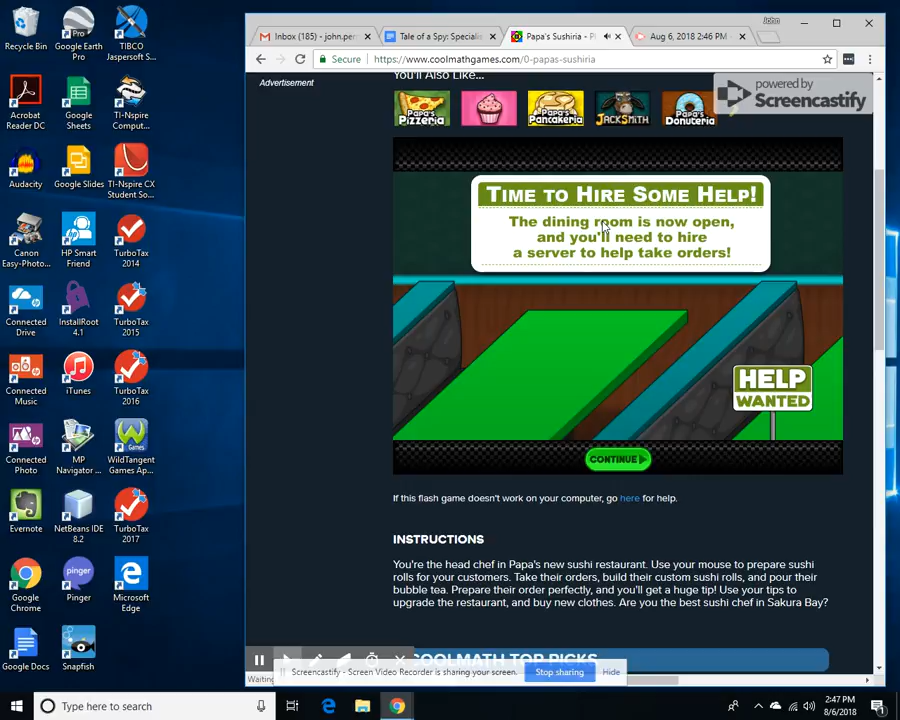 Recycle Bin
Google Earth Pro
TIBCO Jaspersoft S...
Acrobat Reader DC
Google Sheets
TI-Nspire Comput...
Audacity
Google Slides
TI-Nspire CX Student So...
Canon Easy-Photo...
HP Smart Friend
TurboTax 2014
Connected Drive
InstallRoot 4.1
TurboTax 2015
Connected Music
iTunes
TurboTax 2016
Connected Photo
MP Navigator ...
WildTangent Games Ap...
Evernote
NetBeans IDE 8.2
TurboTax 2017
Google Chrome
Pinger
Microsoft Edge
Google Docs
Snapfish
John
Inbox (185) - john.per
Tale of a Spy: Specialis
Papa's Sushiria - Pl
Aug 6, 2018 2:46 PM
Secure
https://www.coolmathgames.com/0-papas-sushiria
Advertisement
You'll Also Like...
powered by
Screencastify
Papa's Pizzeria
Papa's Pancakeria
JACKSMITH
Papa's Donuteria
TIME TO HIRE SOME HELP!
The dining room is now open,
and you'll need to hire
a server to help take orders!
HELP
WANTED
CONTINUE
If this flash game doesn't work on your computer, go here for help.
INSTRUCTIONS
You're the head chef in Papa's new sushi restaurant. Use your mouse to prepare sushi
rolls for your customers. Take their orders, build their custom sushi rolls, and pour their
bubble tea. Prepare their order perfectly, and you'll get a huge tip! Use your tips to
upgrade the restaurant, and buy new clothes. Are you the best sushi chef in Sakura Bay?
COOLMATH TOP PICKS
Screencastify - Screen Video Recorder is sharing your screen.
Stop sharing
Hide
Waiting
Type here to search
2:47 PM
8/6/2018
1